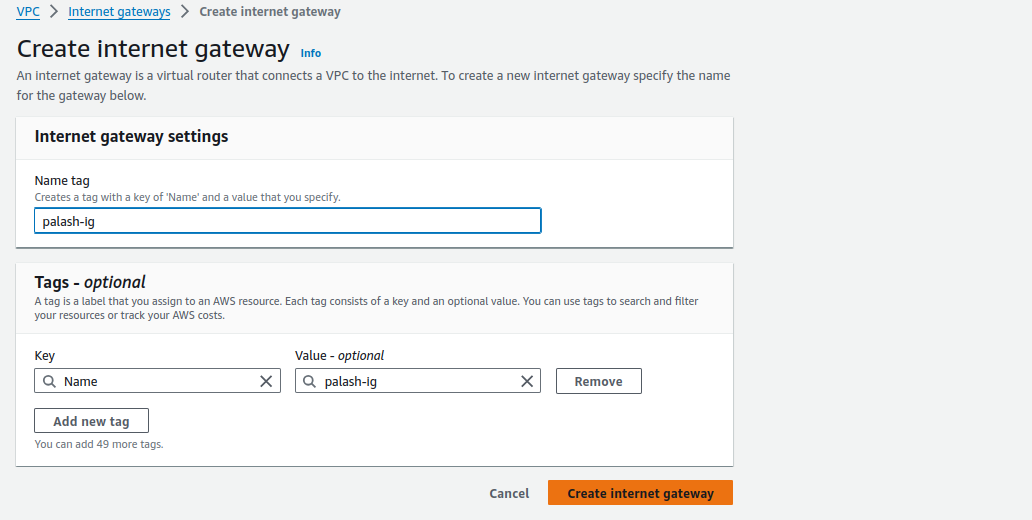 VPC > Internet gateways > Create internet gateway
Create internet gateway Info
An internet gateway is a virtual router that connects a VPC to the internet. To create a new internet gateway specify the name
for the gateway below.
Internet gateway settings
Name tag
Creates a tag with a key of 'Name' and a value that you specify.
palash-ig
Tags - optional
A tag is a label that you assign to an AWS resource. Each tag consists of a key and an optional value. You can use tags to search and filter
your resources or track your AWS costs.
Key Value - optional
Name palash-ig Remove
Add new tag
You can add 49 more tags.
Cancel Create internet gateway